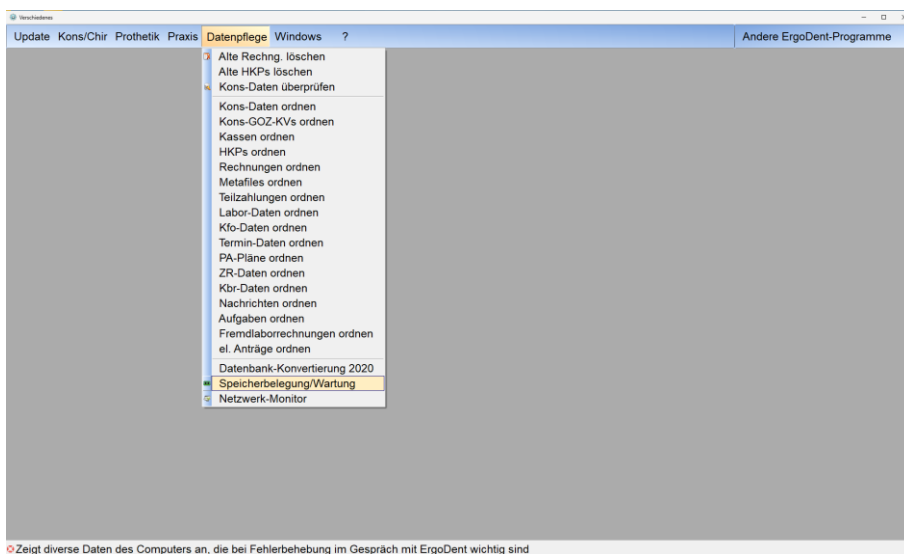 Verschiedenes
Update Kons/Chir Prothetik Praxis Datenpflege Windows ? Andere ErgoDent-Programme
Alte Rechng. löschen
Alte HKPs löschen
Kons-Daten überprüfen
Kons-Daten ordnen
Kons-GOZ-KVs ordnen
Kassen ordnen
HKPs ordnen
Rechnungen ordnen
Metafiles ordnen
Teilzahlungen ordnen
Labor-Daten ordnen
Kfo-Daten ordnen
Termin-Daten ordnen
PA-Pläne ordnen
ZR-Daten ordnen
Kbr-Daten ordnen
Nachrichten ordnen
Aufgaben ordnen
Fremdlaborrechnungen ordnen
el. Anträge ordnen
Datenbank-Konvertierung 2020
Speicherbelegung/Wartung
Netzwerk-Monitor
Zeigt diverse Daten des Computers an, die bei Fehlerbehebung im Gespräch mit ErgoDent wichtig sind